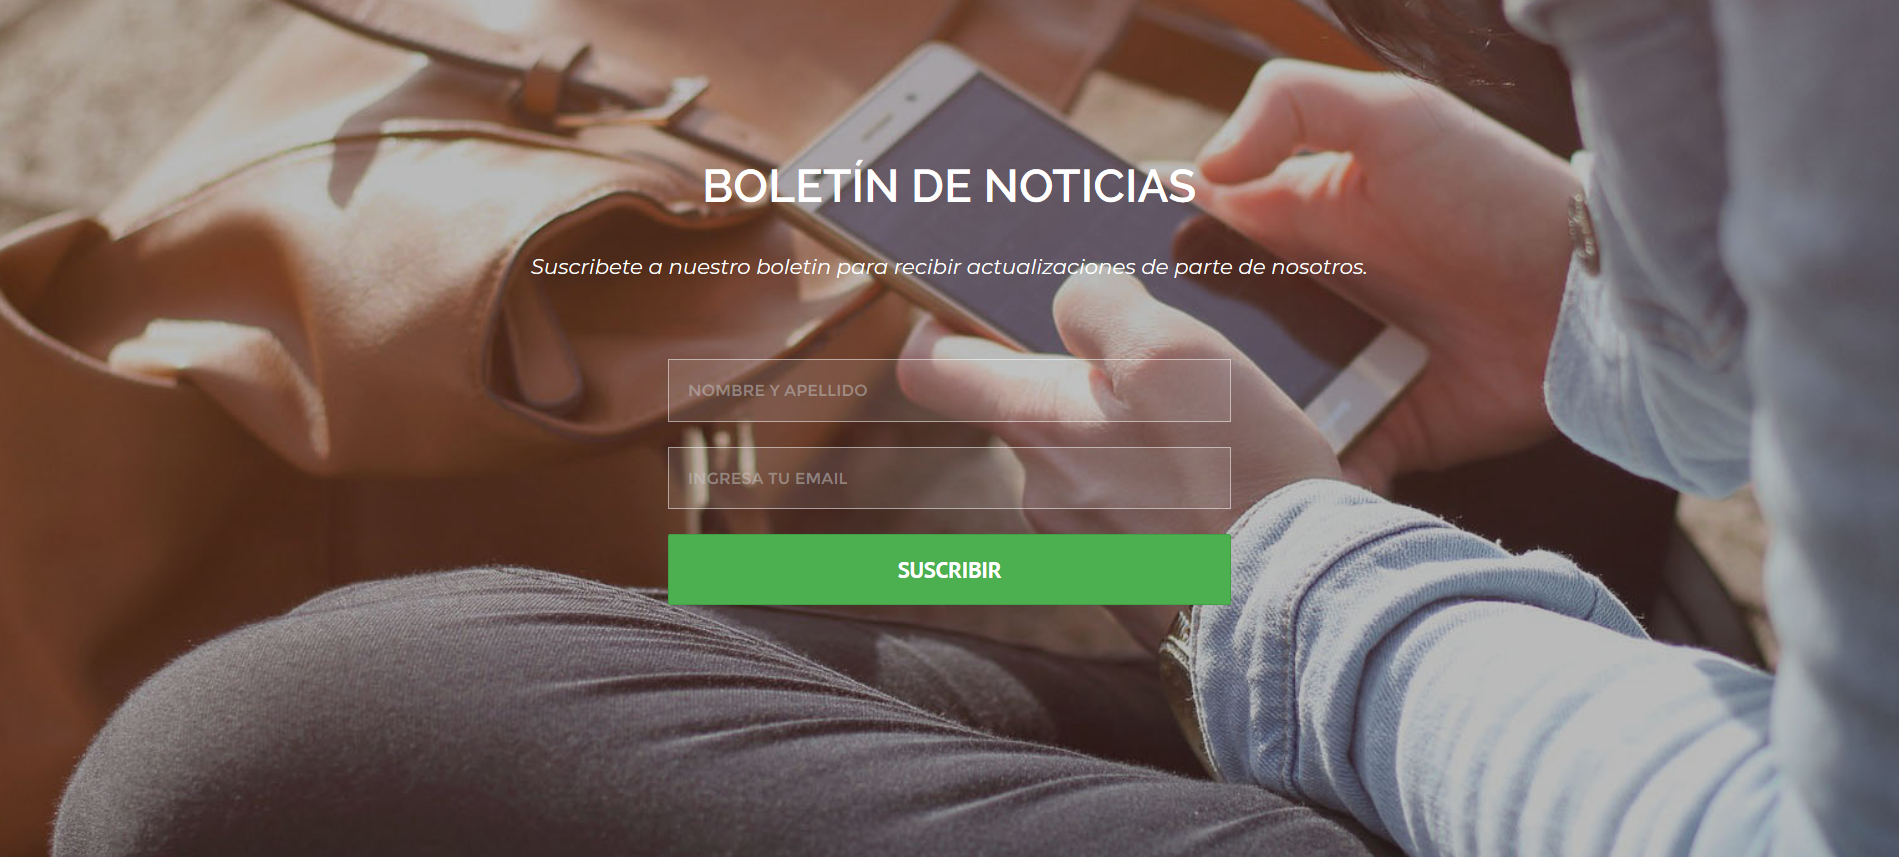 BOLETÍN DE NOTICIAS
Suscribete a nuestro boletin para recibir actualizaciones de parte de nosotros.
NOMBRE Y APELLIDO
INGRESA TU EMAIL
SUSCRIBIR